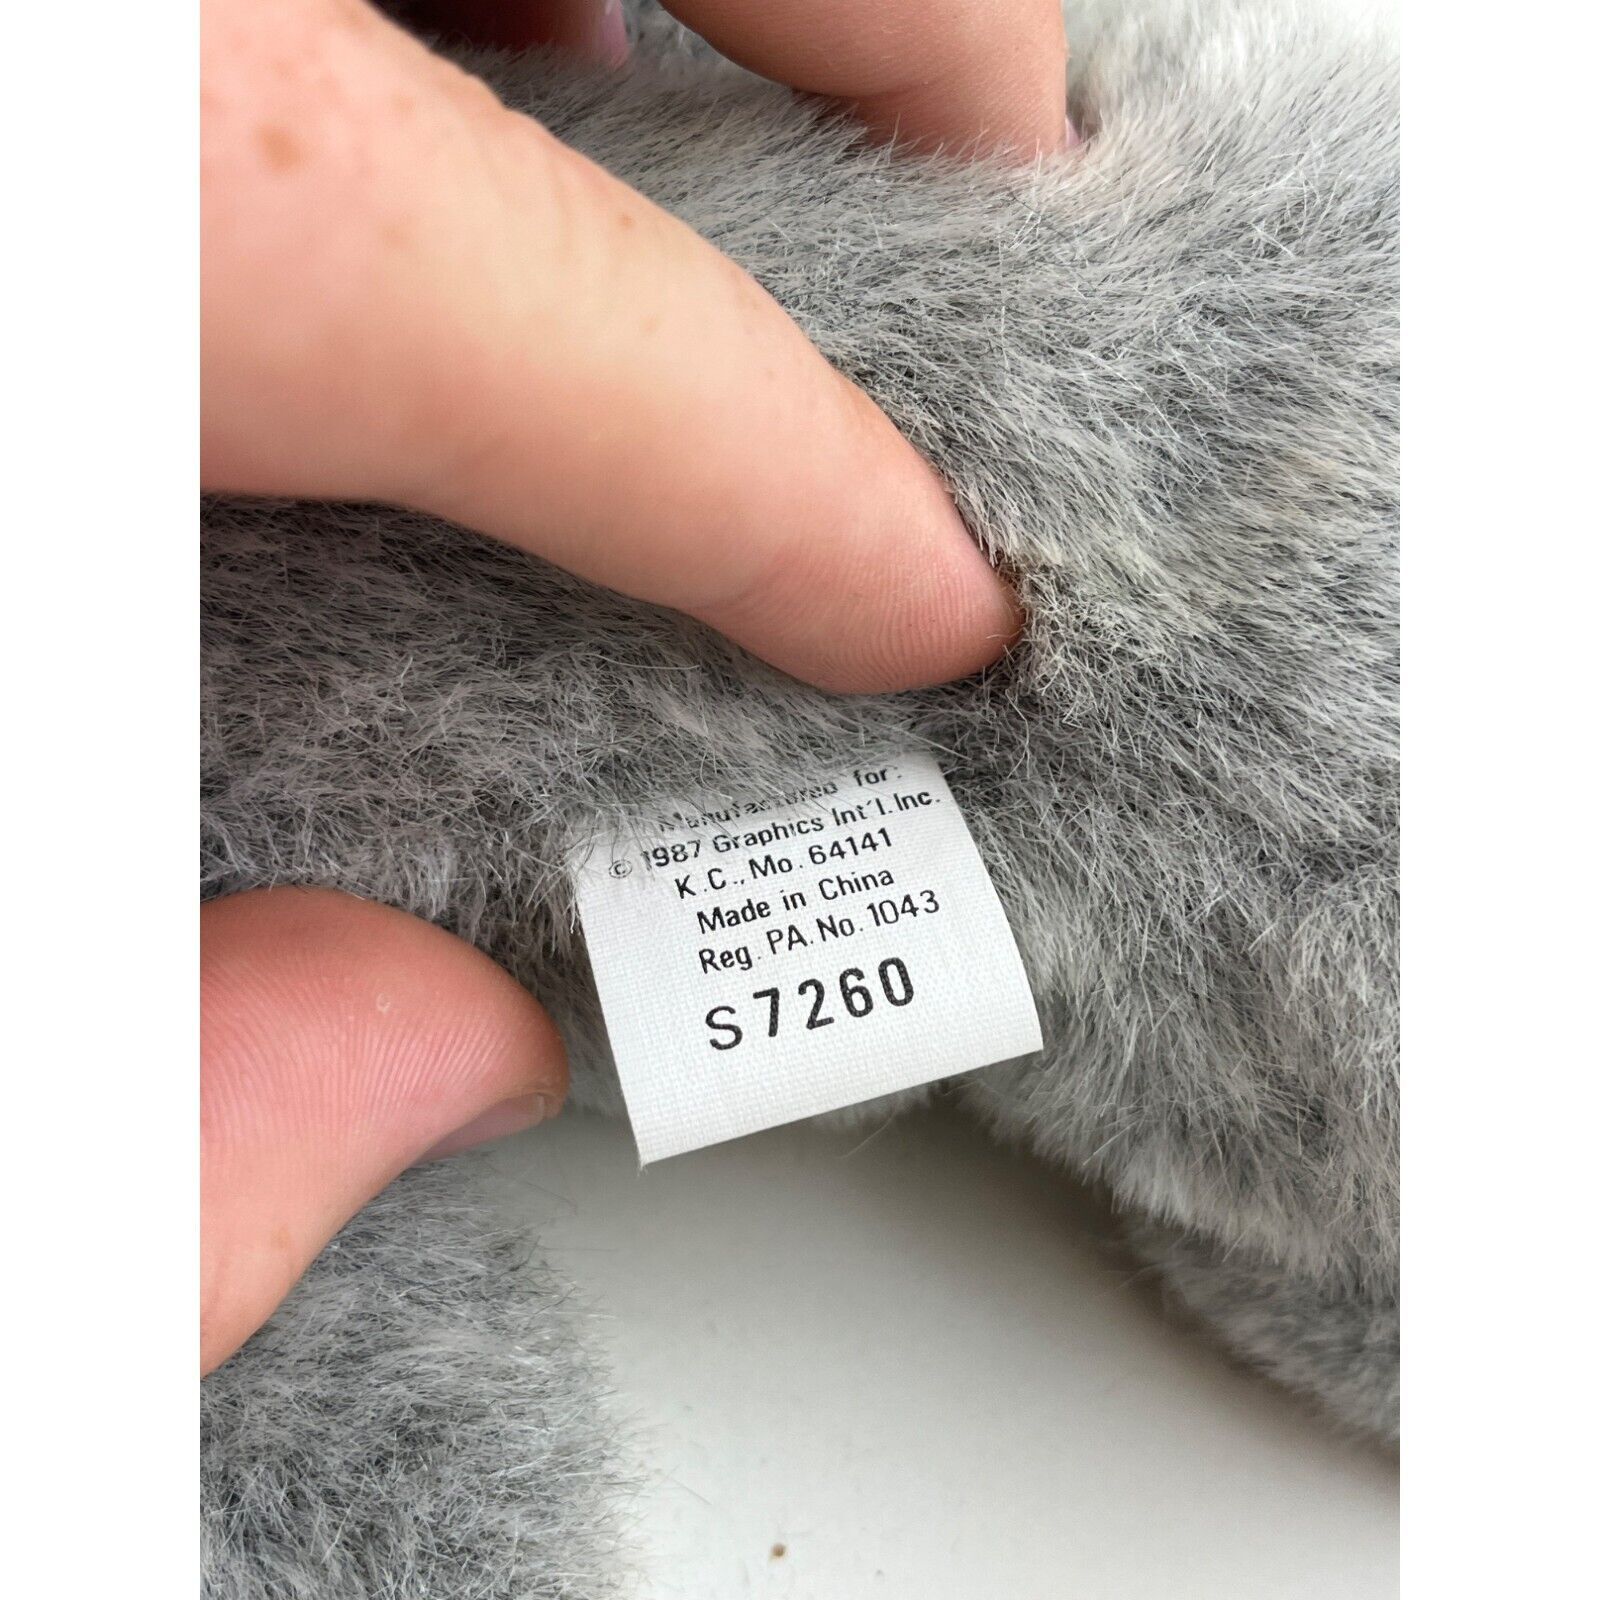 Manufactured for:
© 1987 Graphics Int'l. Inc.
K.C., Mo. 64141
Made in China
Reg. PA. No. 1043
S7260